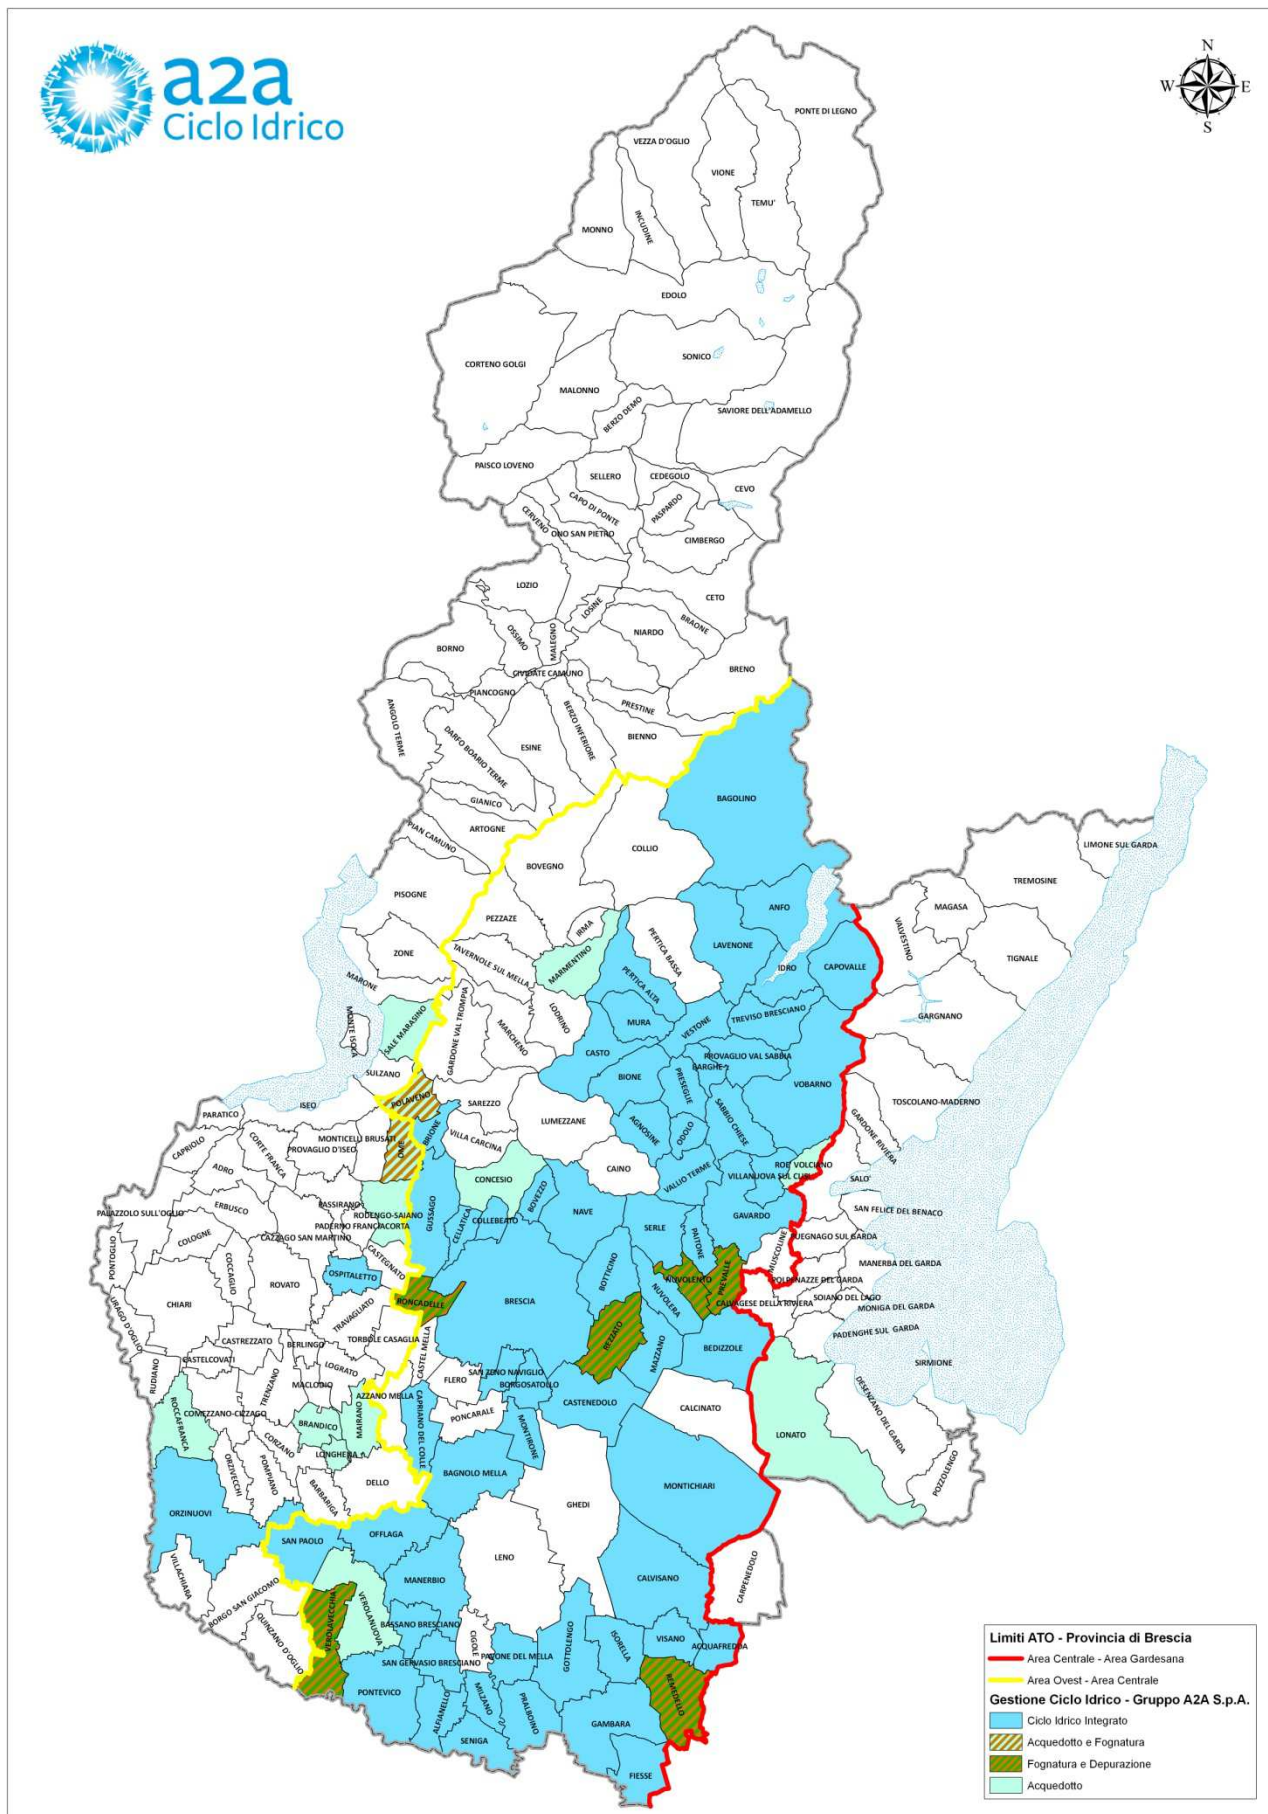 a2a
Ciclo Idrico
N
W
E
S
PONTE DI LEGNO
VEZZA D'OGLIO
VIONE
TEMU'
INCUDINE
MONNO
EDOLO
SONICO
CORTENO GOLGI
MALONNO
BERZO DEMO
SAVIORE DELL'ADAMELLO
PAISCO LOVENO
SELLERO
CEDEGOLO
CEVO
CAPO DI PONTE
PASPARDO
CERVENO
ONO SAN PIETRO
CIMBERGO
LOZIO
LOSINE
CETO
BRAONE
OSSIMO
MALEGNO
NIARDO
BORNO
BRENO
CIVIDATE CAMUNO
PIANCOGNO
PRESTINE
ANGOLO TERME
BERZO INFERIORE
BIENNO
DARFO BOARIO TERME
ESINE
GIANICO
BAGOLINO
ARTOGNE
PIAN CAMUNO
COLLIO
BOVEGNO
LIMONE SUL GARDA
TREMOSINE
PISOGNE
MAGASA
ANFO
PEZZAZE
IRMA
VALVESTINO
TIGNALE
ZONE
TAVERNOLE SUL MELLA
MARMENTINO
PERTICA BASSA
LAVENONE
IDRO
CAPOVALLE
MARONE
PERTICA ALTA
GARDONE VAL TROMPIA
LODRINO
TREVISO BRESCIANO
GARGNANO
MONTE ISOLA
SALE MARASINO
MARCHENO
MURA
VESTONE
CASTO
PROVAGLIO VAL SABBIA
BARGHE
SULZANO
BIONE
PRESEGLIE
VOBARNO
POLAVENO
TOSCOLANO-MADERNO
ISEO
SAREZZO
PARATICO
LUMEZZANE
AGNOSINE
ODOLO
SABBIO CHIESE
GARDONE RIVIERA
CAPRIOLO
CORTE FRANCA
MONTICELLI BRUSATI
PROVAGLIO D'ISEO
OME
BRIONE
VILLA CARCINA
ADRO
CAINO
ROE' VOLCIANO
CONCESIO
VALLIO TERME
VILLANUOVA SUL CLISI
SALO'
PASSIRANO
ERBUSCO
RODENGO-SAIANO
GUSSAGO
BOVEZZO
NAVE
SERLE
GAVARDO
SAN FELICE DEL BENACO
PALAZZOLO SULL'OGLIO
PADERNO FRANCIACORTA
CELLATICA
COLLEBEATO
PAITONE
COLOGNE
CAZZAGO SAN MARTINO
PUEGNAGO SUL GARDA
MUSCOLINE
PONTOGLIO
COCCAGLIO
CASTEGNATO
BOTTICINO
MANERBA DEL GARDA
OSPITALETTO
NUVOLENTO
PREVALLE
POLPENAZZE DEL GARDA
ROVATO
NUVOLERA
SOIANO DEL LAGO
CHIARI
RONCADELLE
BRESCIA
CALVAGESE DELLA RIVIERA
MONIGA DEL GARDA
URAGO D'OGLIO
TRAVAGLIATO
PADENGHE SUL GARDA
CASTREZZATO
BERLINGO
TORBOLE CASAGLIA
REZZATO
BEDIZZOLE
CASTELCOVATI
LOGRATO
CASTEL MELLA
MAZZANO
SIRMIONE
RUDIANO
TRENZANO
MACLODIO
FLERO
SAN ZENO NAVIGLIO
BORGOSATOLLO
AZZANO MELLA
CASTENEDOLO
CALCINATO
DESENZANO DEL GARDA
ROCCAFRANCA
COMEZZANO-CIZZAGO
BRANDICO
MAIRANO
CAPRIANO DEL COLLE
PONCARALE
MONTIRONE
LONATO
CORZANO
LONGHENA
ORZIVECCHI
POMPIANO
BARBARIGA
DELLO
BAGNOLO MELLA
POZZOLENGO
MONTICHIARI
GHEDI
ORZINUOVI
SAN PAOLO
OFFLAGA
LENO
VILLACHIARA
MANERBIO
CALVISANO
CARPENEDOLO
BORGO SAN GIACOMO
VEROLAVECCHIA
VEROLANUOVA
BASSANO BRESCIANO
CIGOLE
GOTTOLENGO
ISORELLA
VISANO
ACQUAFREDDA
QUINZANO D'OGLIO
SAN GERVASIO BRESCIANO
PAVONE DEL MELLA
PONTEVICO
ALFIANELLO
MILZANO
PRALBOINO
REMEDELLO
SENIGA
GAMBARA
FIESSE
Limiti ATO - Provincia di Brescia
Area Centrale - Area Gardesana
Area Ovest - Area Centrale
Gestione Ciclo Idrico - Gruppo A2A S.p.A.
Ciclo Idrico Integrato
Acquedotto e Fognatura
Fognatura e Depurazione
Acquedotto